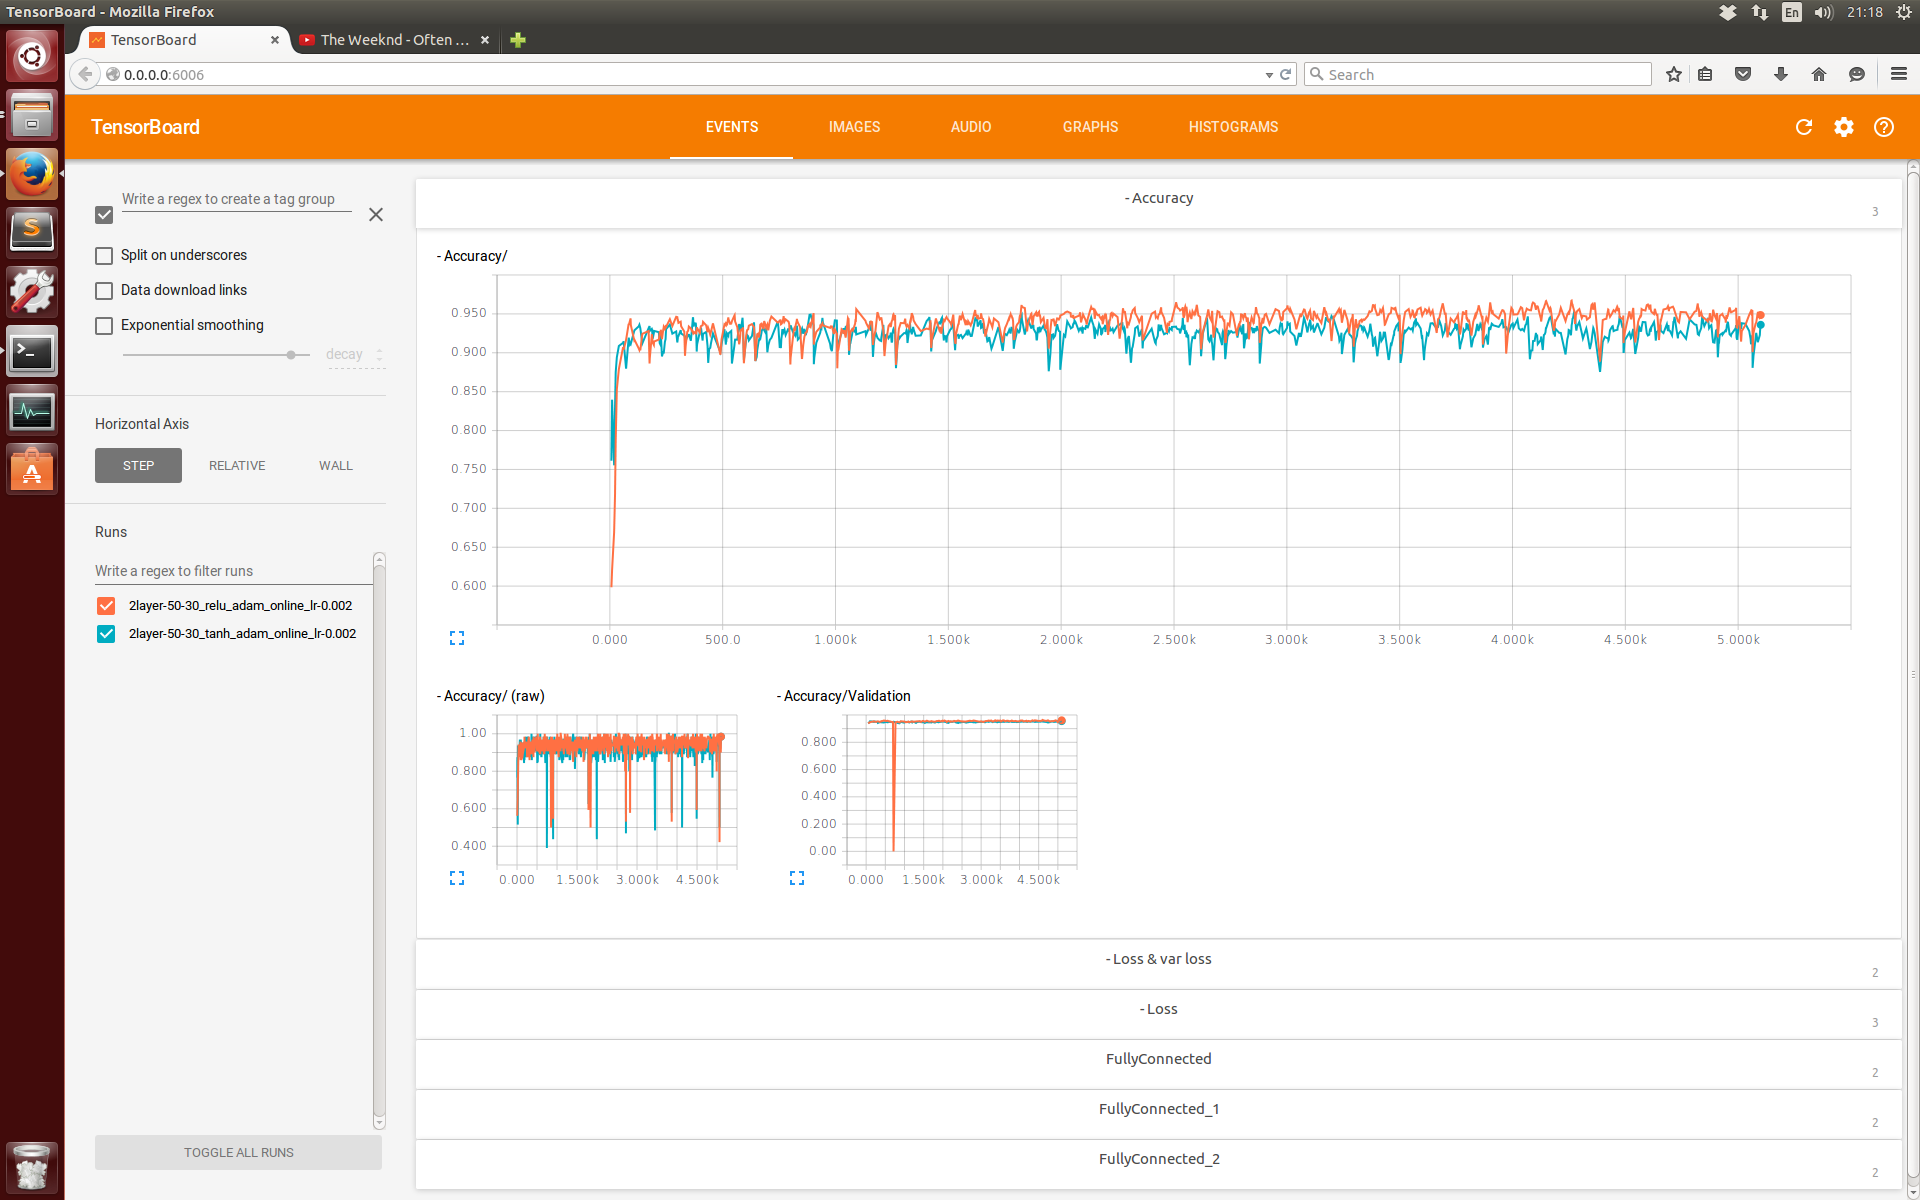 TensorBoard - Mozilla Firefox
En
21:18
TensorBoard
The Weeknd - Often ...
0.0.0.0:6006
Search
TensorBoard
EVENTS
IMAGES
AUDIO
GRAPHS
HISTOGRAMS
Write a regex to create a tag group
Split on underscores
Data download links
Exponential smoothing
decay
Horizontal Axis
STEP
RELATIVE
WALL
Runs
Write a regex to filter runs
2layer-50-30_relu_adam_online_lr-0.002
2layer-50-30_tanh_adam_online_lr-0.002
TOGGLE ALL RUNS
- Accuracy
3
- Accuracy/
0.950
0.900
0.850
0.800
0.750
0.700
0.650
0.600
0.000 500.0 1.000k 1.500k 2.000k 2.500k 3.000k 3.500k 4.000k 4.500k 5.000k
- Accuracy/ (raw)
1.00
0.800
0.600
0.400
0.000 1.500k 3.000k 4.500k
- Accuracy/Validation
0.800
0.600
0.400
0.200
0.00
0.000 1.500k 3.000k 4.500k
- Loss & var loss
2
- Loss
3
FullyConnected
2
FullyConnected_1
2
FullyConnected_2
2